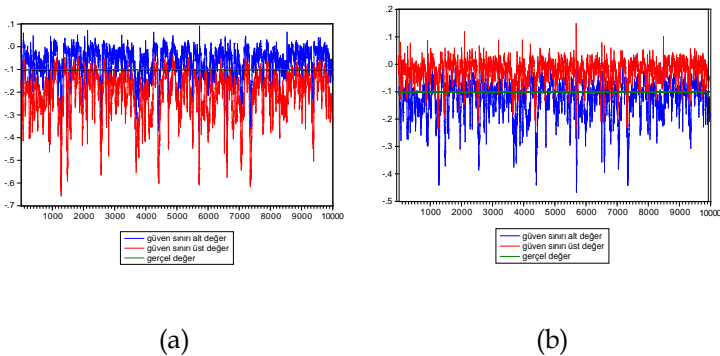 .1
.0
-.1
-.2
-.3
-.4
-.5
-.6
-.7
1000 2000 3000 4000 5000 6000 7000 8000 9000 10000
güven sınırı alt değer
güven sınırı üst değer
gerçel değer
(a)
.2
.1
.0
-.1
-.2
-.3
-.4
-.5
1000 2000 3000 4000 5000 6000 7000 8000 9000 10000
güven sınırı alt değer
güven sınırı üst değer
gerçel değer
(b)